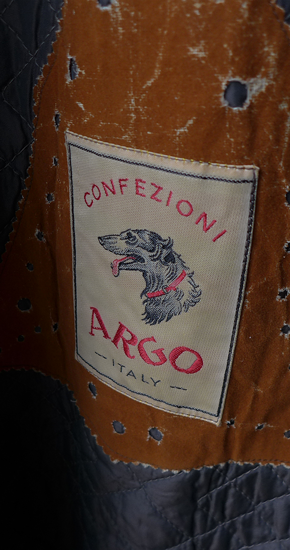 CONFEZIONI
ARGO
— ITALY —